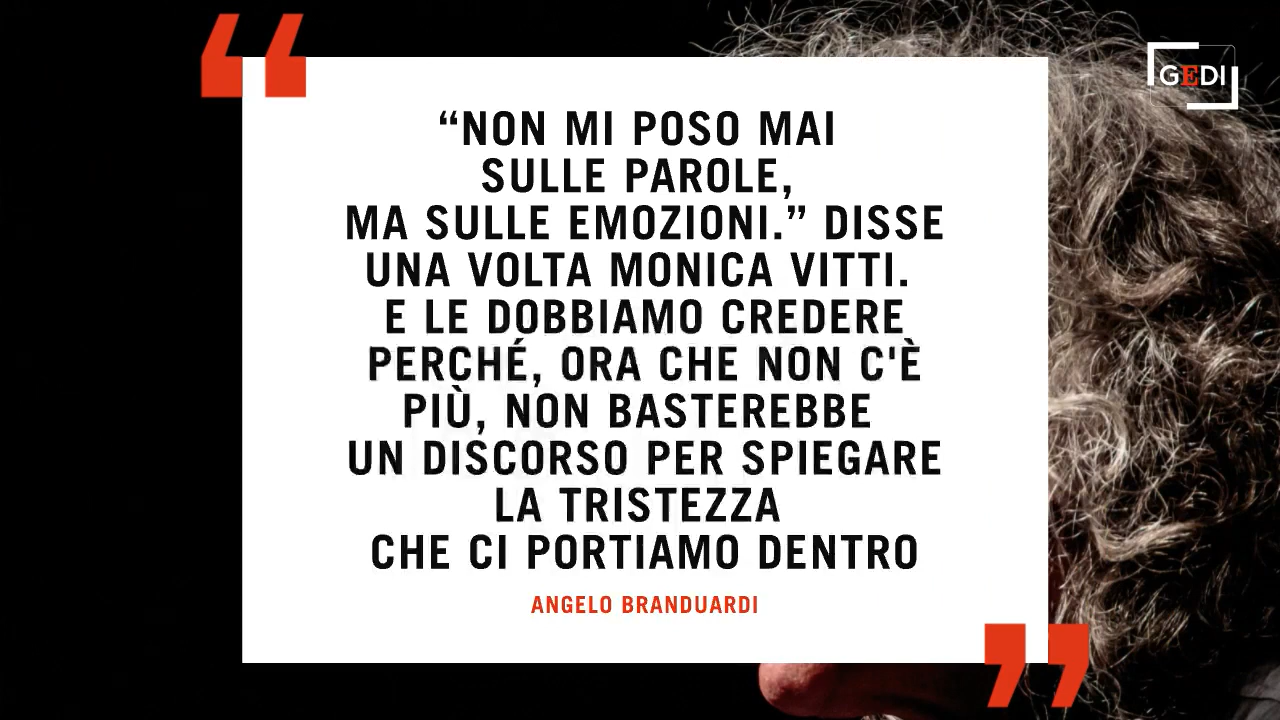 GEDI
“NON MI POSO MAI
SULLE PAROLE,
MA SULLE EMOZIONI.” DISSE
UNA VOLTA MONICA VITTI.
E LE DOBBIAMO CREDERE
PERCHÉ, ORA CHE NON C'È
PIÙ, NON BASTEREBBE
UN DISCORSO PER SPIEGARE
LA TRISTEZZA
CHE CI PORTIAMO DENTRO
ANGELO BRANDUARDI